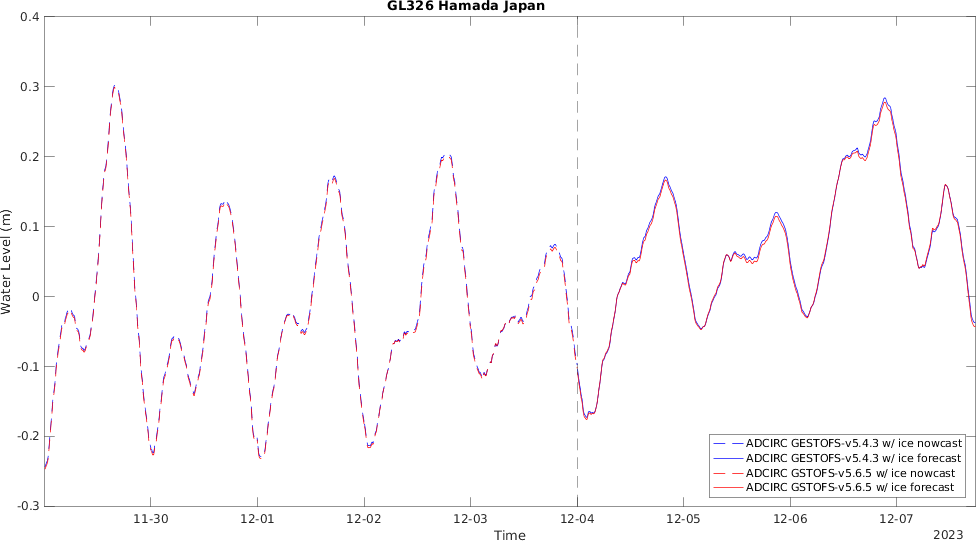 GL326 Hamada Japan
0.4
0.3
0.2
0.1
0
-0.1
-0.2
-0.3
Water Level (m)
11-30 12-01 12-02 12-03 12-04 12-05 12-06 12-07
Time
2023
ADCIRC GESTOFS-v5.4.3 w/ ice nowcast
ADCIRC GESTOFS-v5.4.3 w/ ice forecast
ADCIRC GSTOFS-v5.6.5 w/ ice nowcast
ADCIRC GSTOFS-v5.6.5 w/ ice forecast